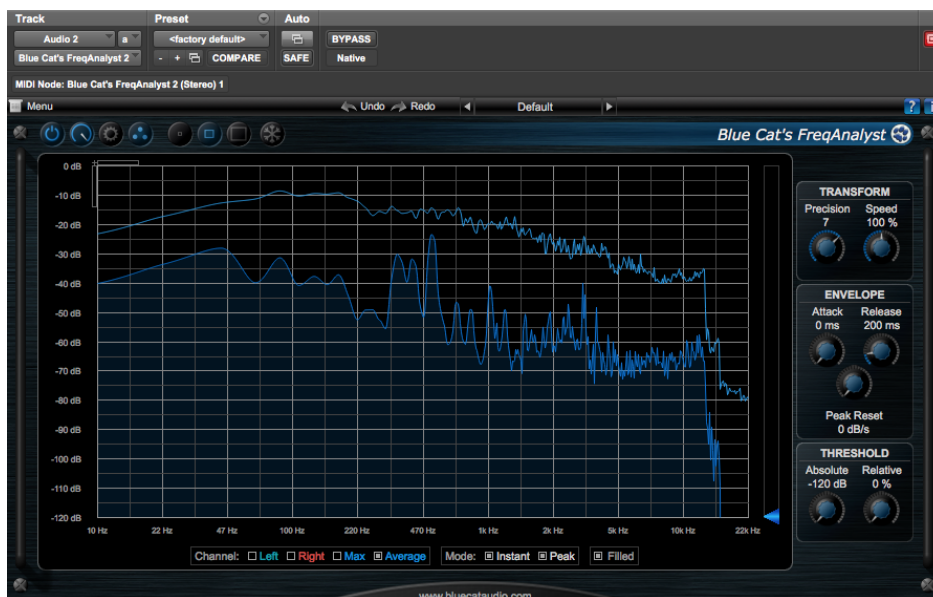 Track Preset Auto
Audio 2 a <factory default> BYPASS
Blue Cat's FreqAnalyst 2 - + COMPARE SAFE Native
MIDI Node: Blue Cat's FreqAnalyst 2 (Stereo) 1
Menu Undo Redo Default ?
Blue Cat's FreqAnalyst
0 dB
-10 dB
-20 dB
-30 dB
-40 dB
-50 dB
-60 dB
-70 dB
-80 dB
-90 dB
-100 dB
-110 dB
-120 dB
10 Hz 22 Hz 47 Hz 100 Hz 220 Hz 470 Hz 1k Hz 2k Hz 5k Hz 10k Hz 22k Hz
Channel: Left Right Max Average Mode: Instant Peak Filled
TRANSFORM
Precision Speed
7 100 %
ENVELOPE
Attack Release
0 ms 200 ms
Peak Reset
0 dB/s
THRESHOLD
Absolute Relative
-120 dB 0 %
www.bluecataudio.com